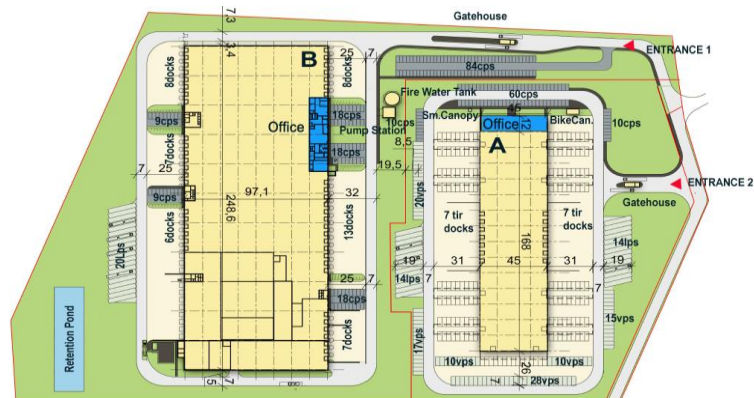 Gatehouse
7,3
ENTRANCE 1
3,4
B
25
7
8docks
8docks
84cps
Fire Water Tank
60cps
45
9cps
18cps
Office
10cps
Sm.Canopy
Office
12
BikeCan.
10cps
Pump Station
A
8,5
7docks
18cps
7
25
19,5
ENTRANCE 2
9cps
97,1
32
20vps
Gatehouse
248,6
6docks
13docks
7 tir
docks
7 tir
docks
168
20Lps
14lps
19
31
45
31
19
25
7
14lps
7
7
18cps
Retention Pond
15vps
17vps
7docks
10vps
26
10vps
5
7
7
28vps